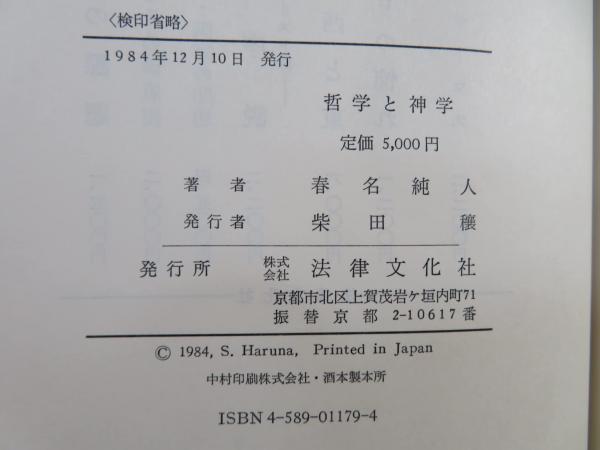 〈検印省略〉
1984年12月10日 発行
哲学と神学
定価 5,000円
著者 春名純人
発行者 柴田穣
発行所 株式会社 法律文化社
京都市北区上賀茂岩ケ垣内町71
振替京都 2-10617番
© 1984, S. Haruna, Printed in Japan
中村印刷株式会社・酒本製本所
ISBN 4-589-01179-4